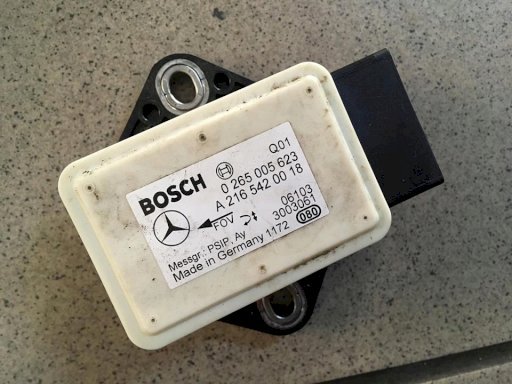 Q01
BOSCH 0 265 005 623
A 216 542 00 18
FOV 06103
3003061
Messgr.: PSIP, Ay 080
Made in Germany 1172